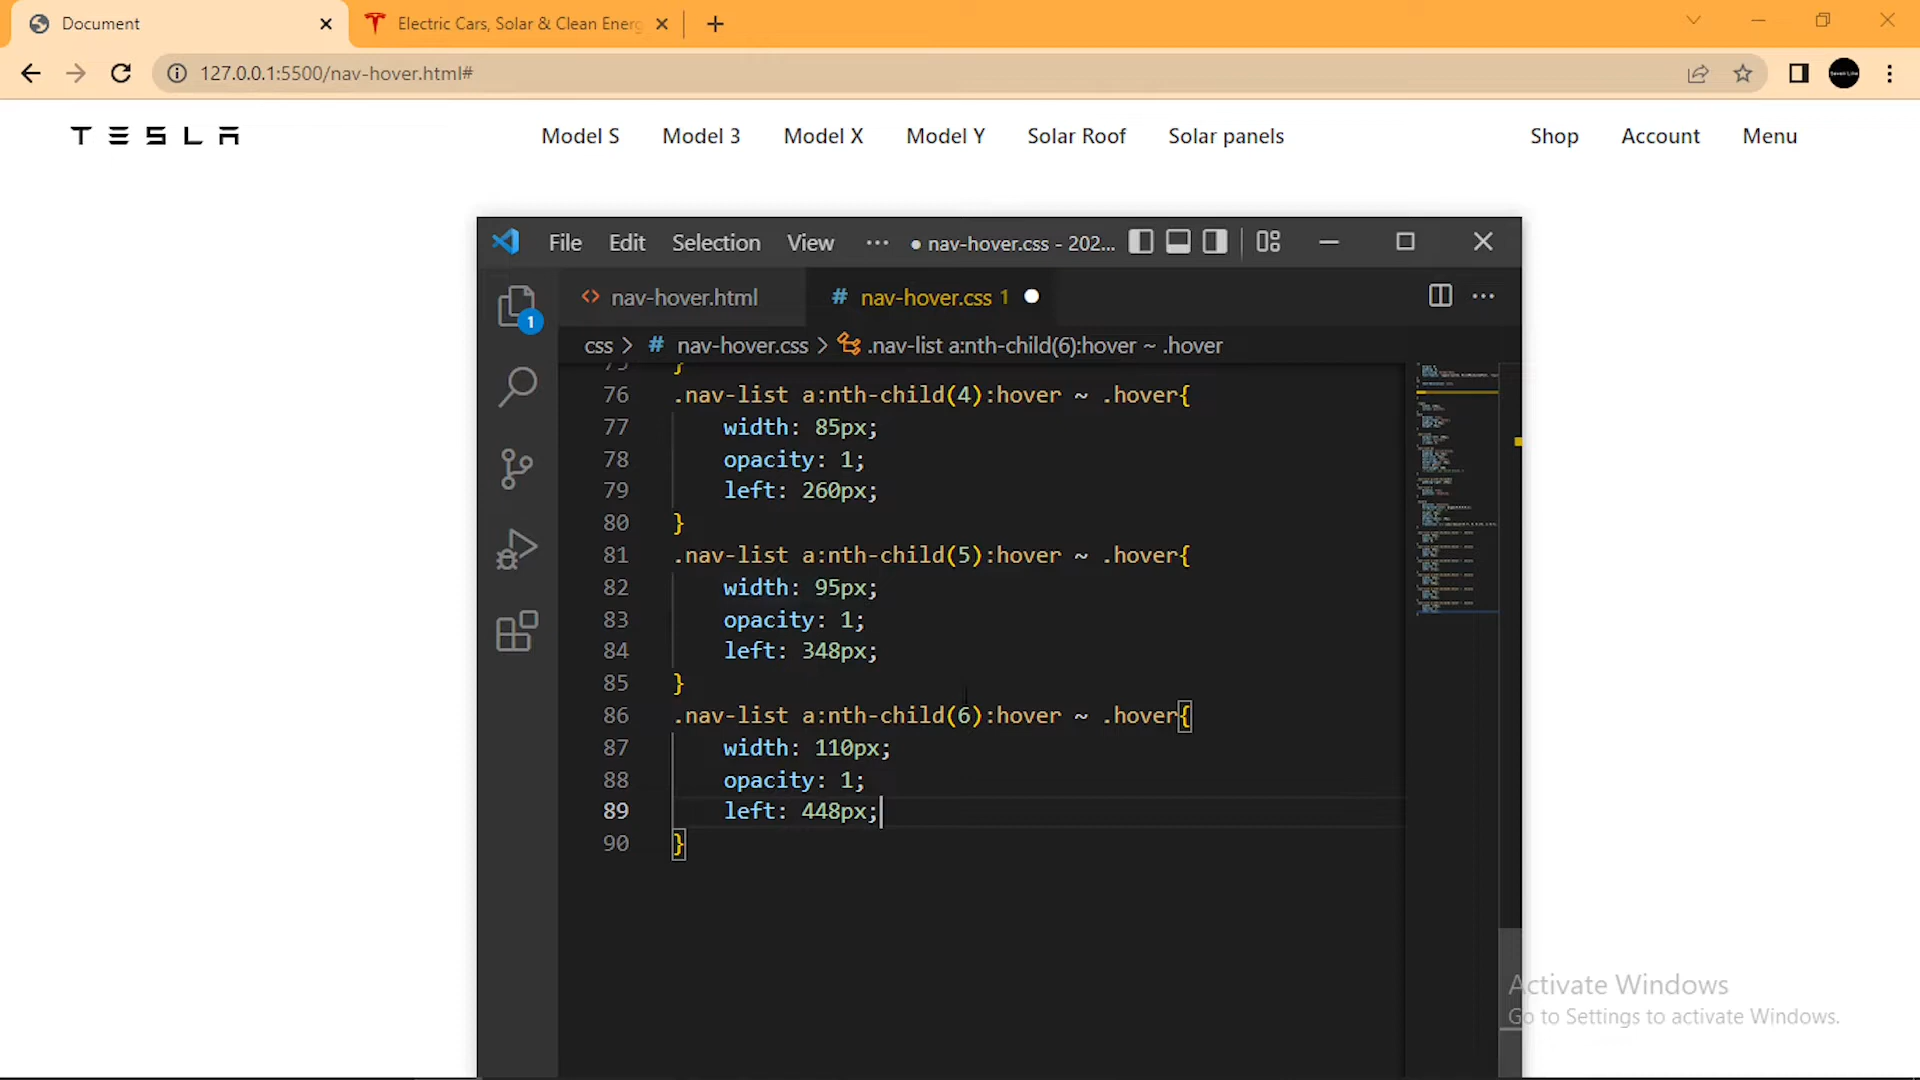 Document
Electric Cars, Solar & Clean Energ
127.0.0.1:5500/nav-hover.html#
TESLA
Model S
Model 3
Model X
Model Y
Solar Roof
Solar panels
Shop
Account
Menu
File
Edit
Selection
View
nav-hover.css - 202...
nav-hover.html
nav-hover.css 1
1
css > # nav-hover.css > .nav-list a:nth-child(6):hover ~ .hover
75 }
76 .nav-list a:nth-child(4):hover ~ .hover{
77 width: 85px;
78 opacity: 1;
79 left: 260px;
80 }
81 .nav-list a:nth-child(5):hover ~ .hover{
82 width: 95px;
83 opacity: 1;
84 left: 348px;
85 }
86 .nav-list a:nth-child(6):hover ~ .hover{
87 width: 110px;
88 opacity: 1;
89 left: 448px;
90 }
Activate Windows
Go to Settings to activate Windows.